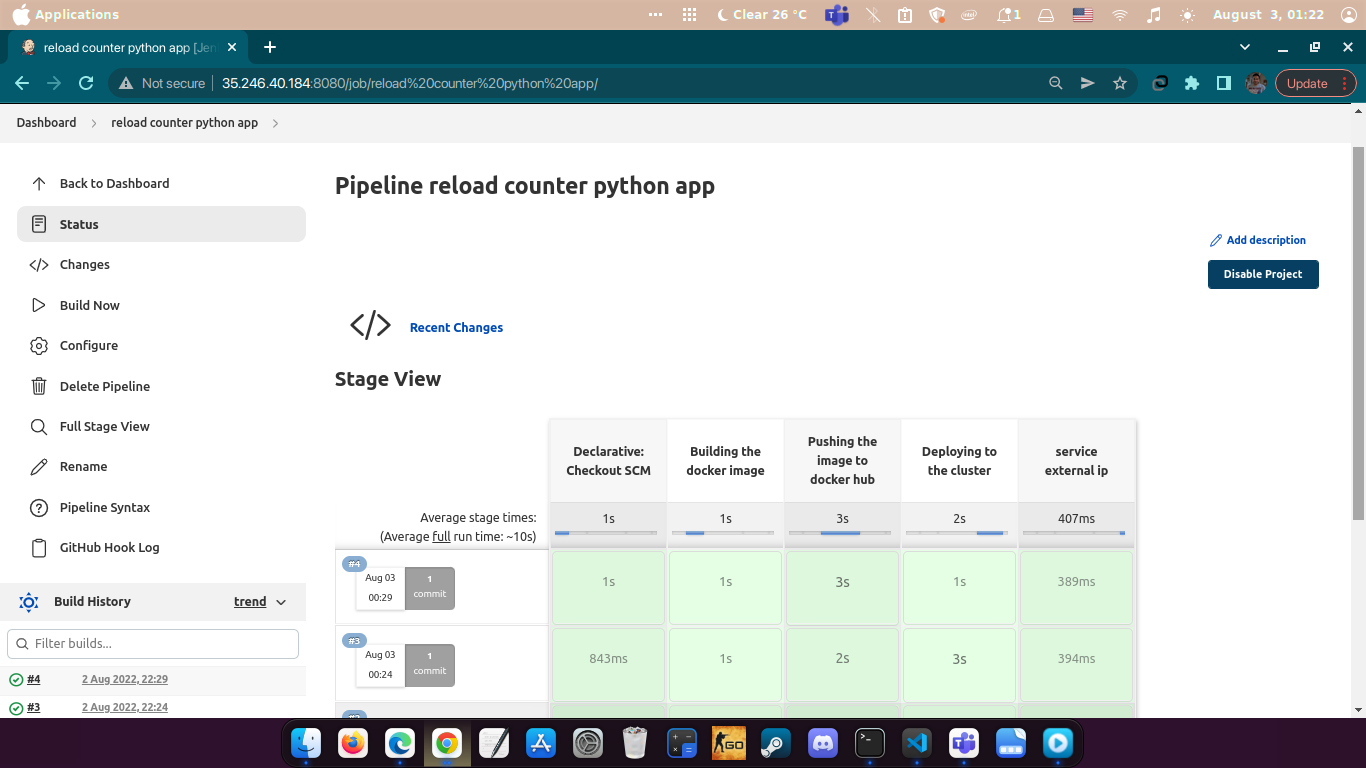 Applications
Clear 26 °C
1
August 3, 01:22
reload counter python app [Jen
Not secure
35.246.40.184:8080/job/reload%20counter%20python%20app/
Update
Dashboard
reload counter python app
Back to Dashboard
Status
Changes
Build Now
Configure
Delete Pipeline
Full Stage View
Rename
Pipeline Syntax
GitHub Hook Log
Build History
trend
Filter builds...
#4
2 Aug 2022, 22:29
#3
2 Aug 2022, 22:24
Pipeline reload counter python app
Add description
Disable Project
</>
Recent Changes
Stage View
Declarative:
Checkout SCM
Building the
docker image
Pushing the
image to
docker hub
Deploying to
the cluster
service
external ip
Average stage times:
(Average full run time: ~10s)
1s
1s
3s
2s
407ms
#4
Aug 03
00:29
1
commit
1s
1s
3s
1s
389ms
#3
Aug 03
00:24
1
commit
843ms
1s
2s
3s
394ms
GO